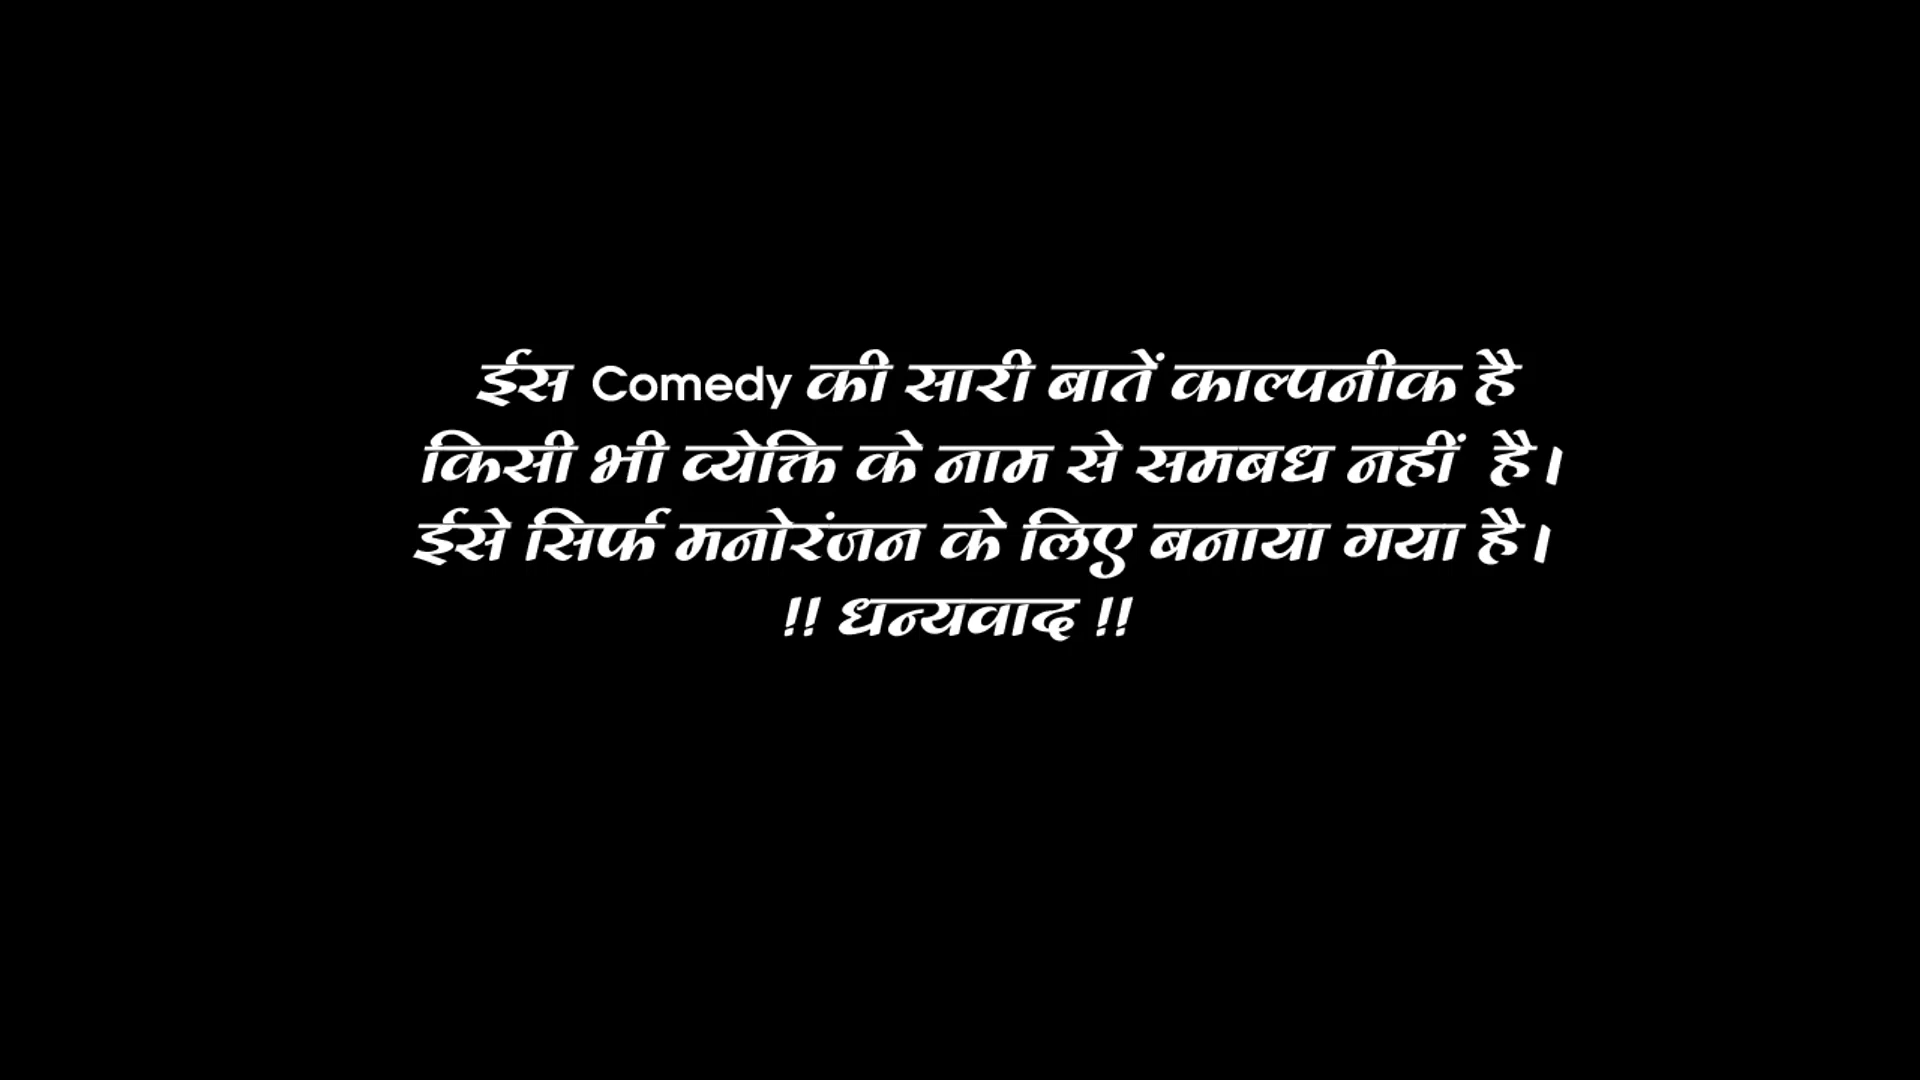 ईस Comedy की सारी बातें काल्पनीक है
किसी भी व्येक्ति के नाम से समबध नहीं है।
ईसे सिर्फ मनोरंजन के लिए बनाया गया है।
!! धन्यवाद !!